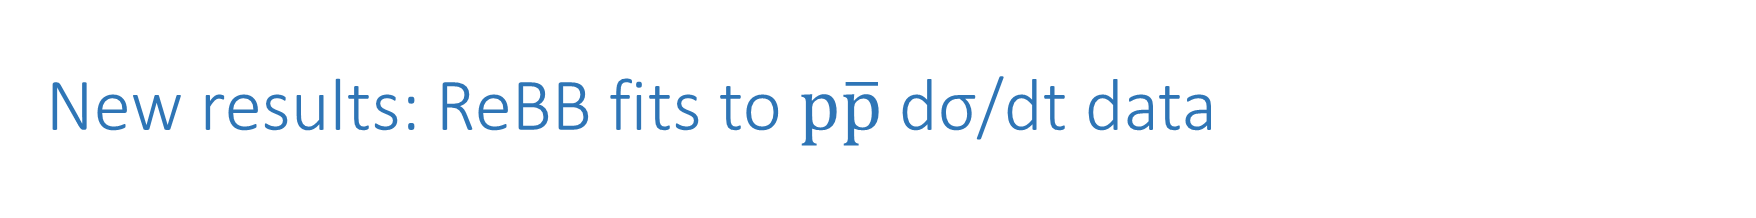 New results: ReBB fits to pp̅ dσ/dt data